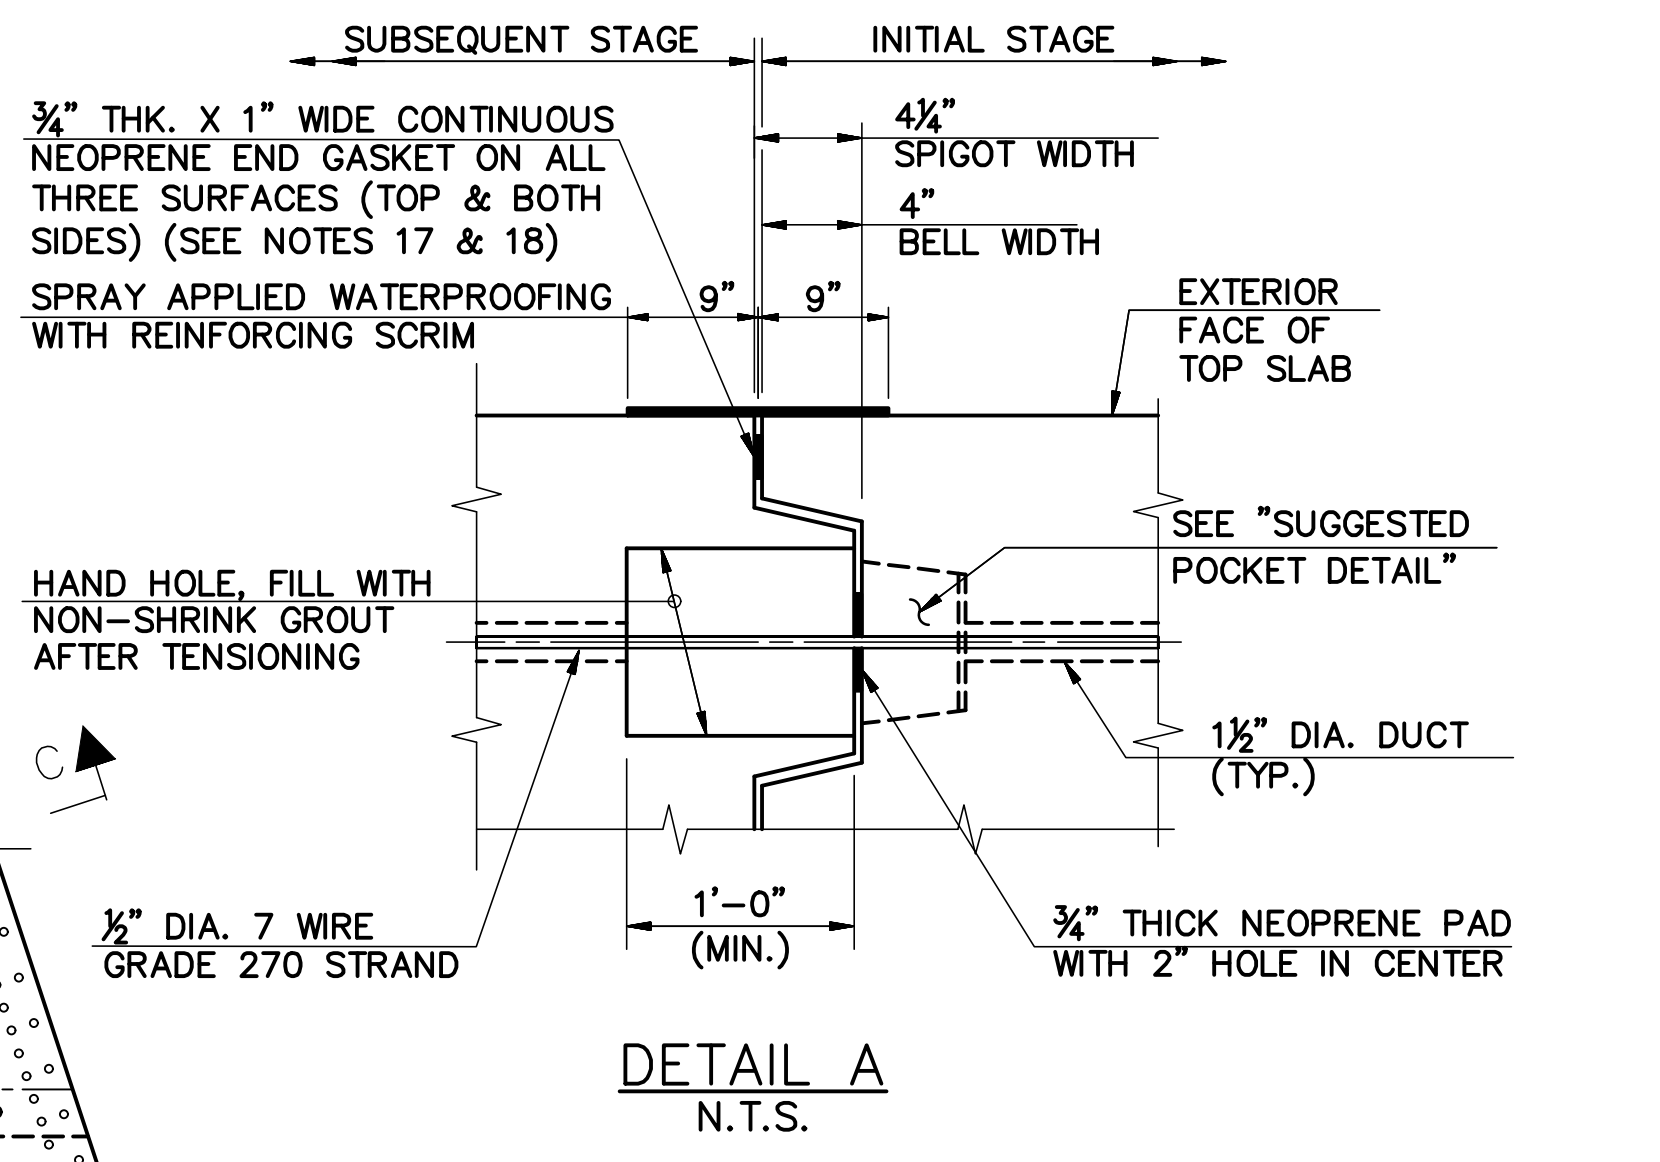 SUBSEQUENT STAGE
INITIAL STAGE
¾” THK. X 1” WIDE CONTINUOUS
NEOPRENE END GASKET ON ALL
THREE SURFACES (TOP & BOTH
SIDES) (SEE NOTES 17 & 18)
SPRAY APPLIED WATERPROOFING
WITH REINFORCING SCRIM
4¼”
SPIGOT WIDTH
4”
BELL WIDTH
9”
9”
EXTERIOR
FACE OF
TOP SLAB
SEE ”SUGGESTED
POCKET DETAIL”
HAND HOLE, FILL WITH
NON-SHRINK GROUT
AFTER TENSIONING
C
1½” DIA. DUCT
(TYP.)
½” DIA. 7 WIRE
GRADE 270 STRAND
1’-0”
(MIN.)
¾” THICK NEOPRENE PAD
WITH 2” HOLE IN CENTER
DETAIL A
N.T.S.